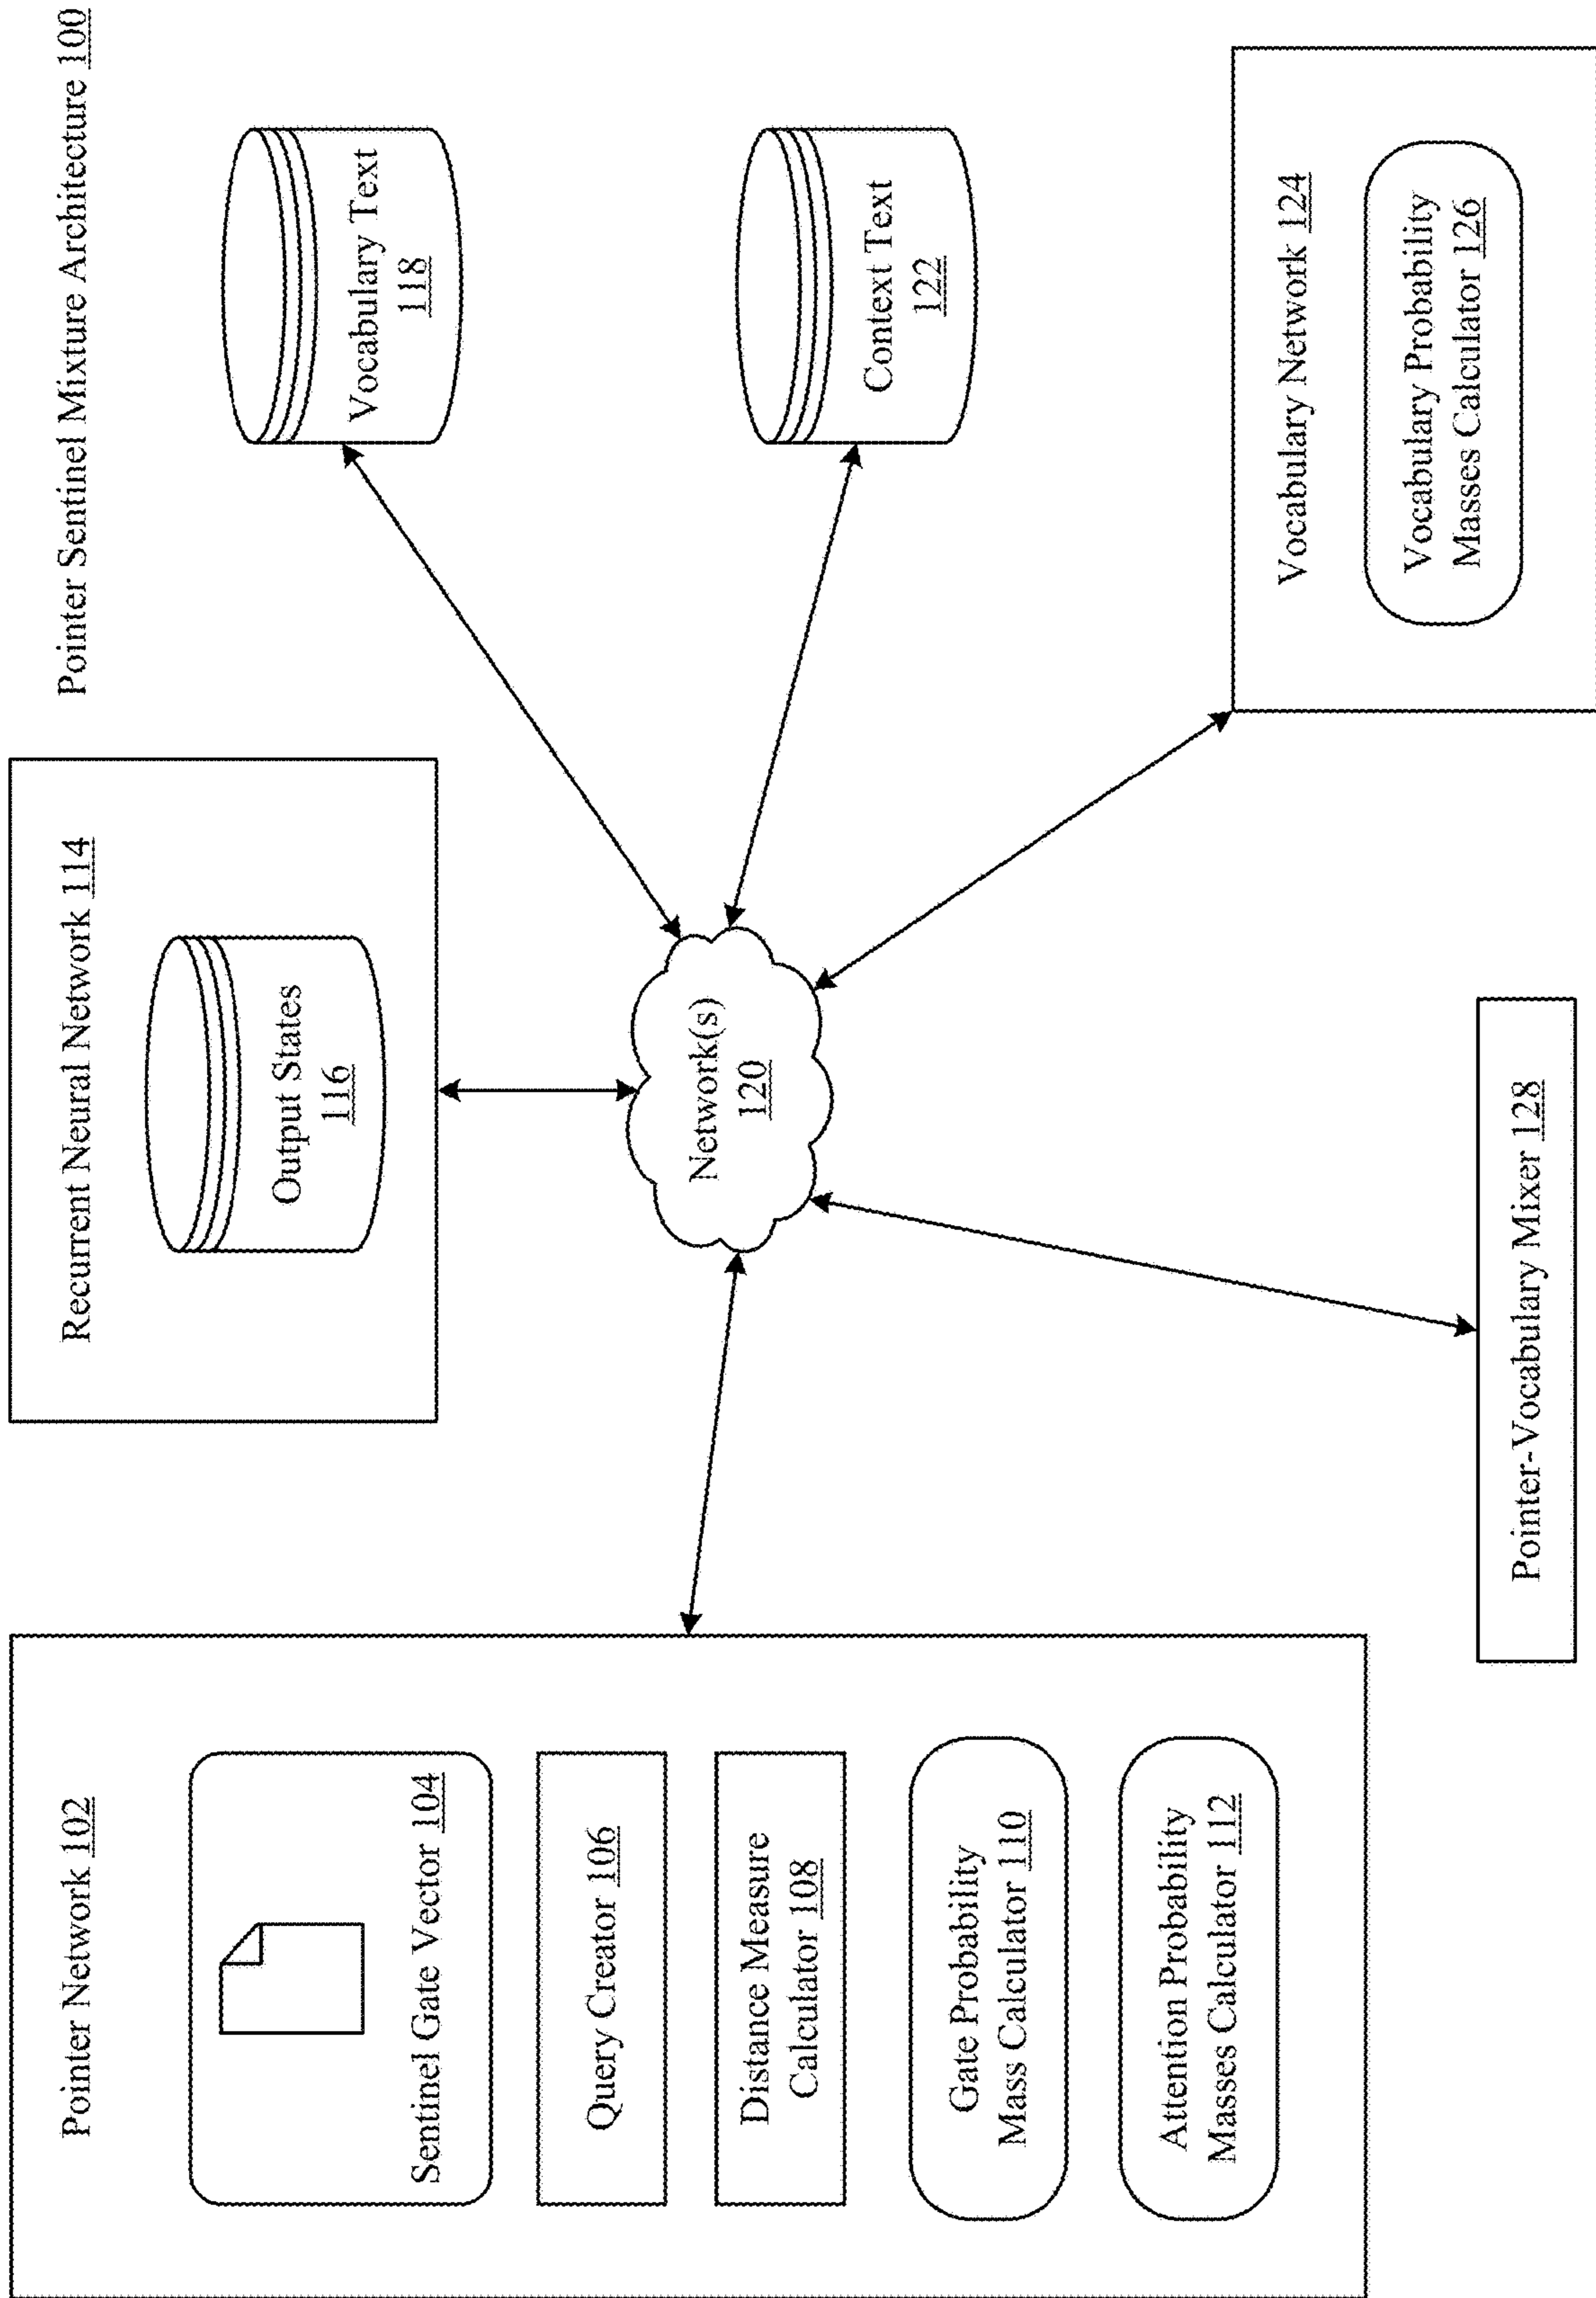 Pointer Sentinel Mixture Architecture 100
Pointer Network 102
Sentinel Gate Vector 104
Query Creator 106
Distance Measure
Calculator 108
Gate Probability
Mass Calculator 110
Attention Probability
Masses Calculator 112
Recurrent Neural Network 114
Output States
116
Vocabulary Text
118
Network(s)
120
Context Text
122
Vocabulary Network 124
Vocabulary Probability
Masses Calculator 126
Pointer-Vocabulary Mixer 128